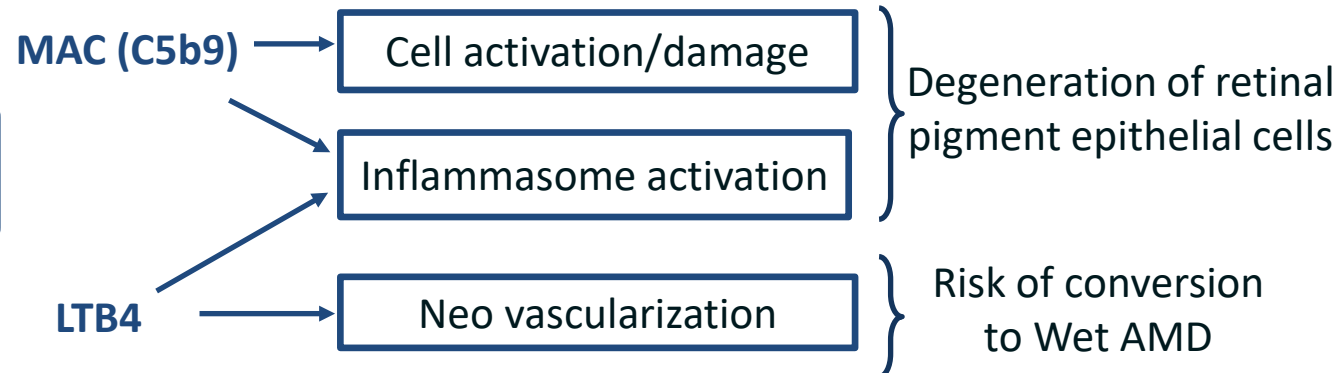 MAC (C5b9)
Cell activation/damage
Inflammasome activation
Degeneration of retinal
pigment epithelial cells
LTB4
Neo vascularization
Risk of conversion
to Wet AMD